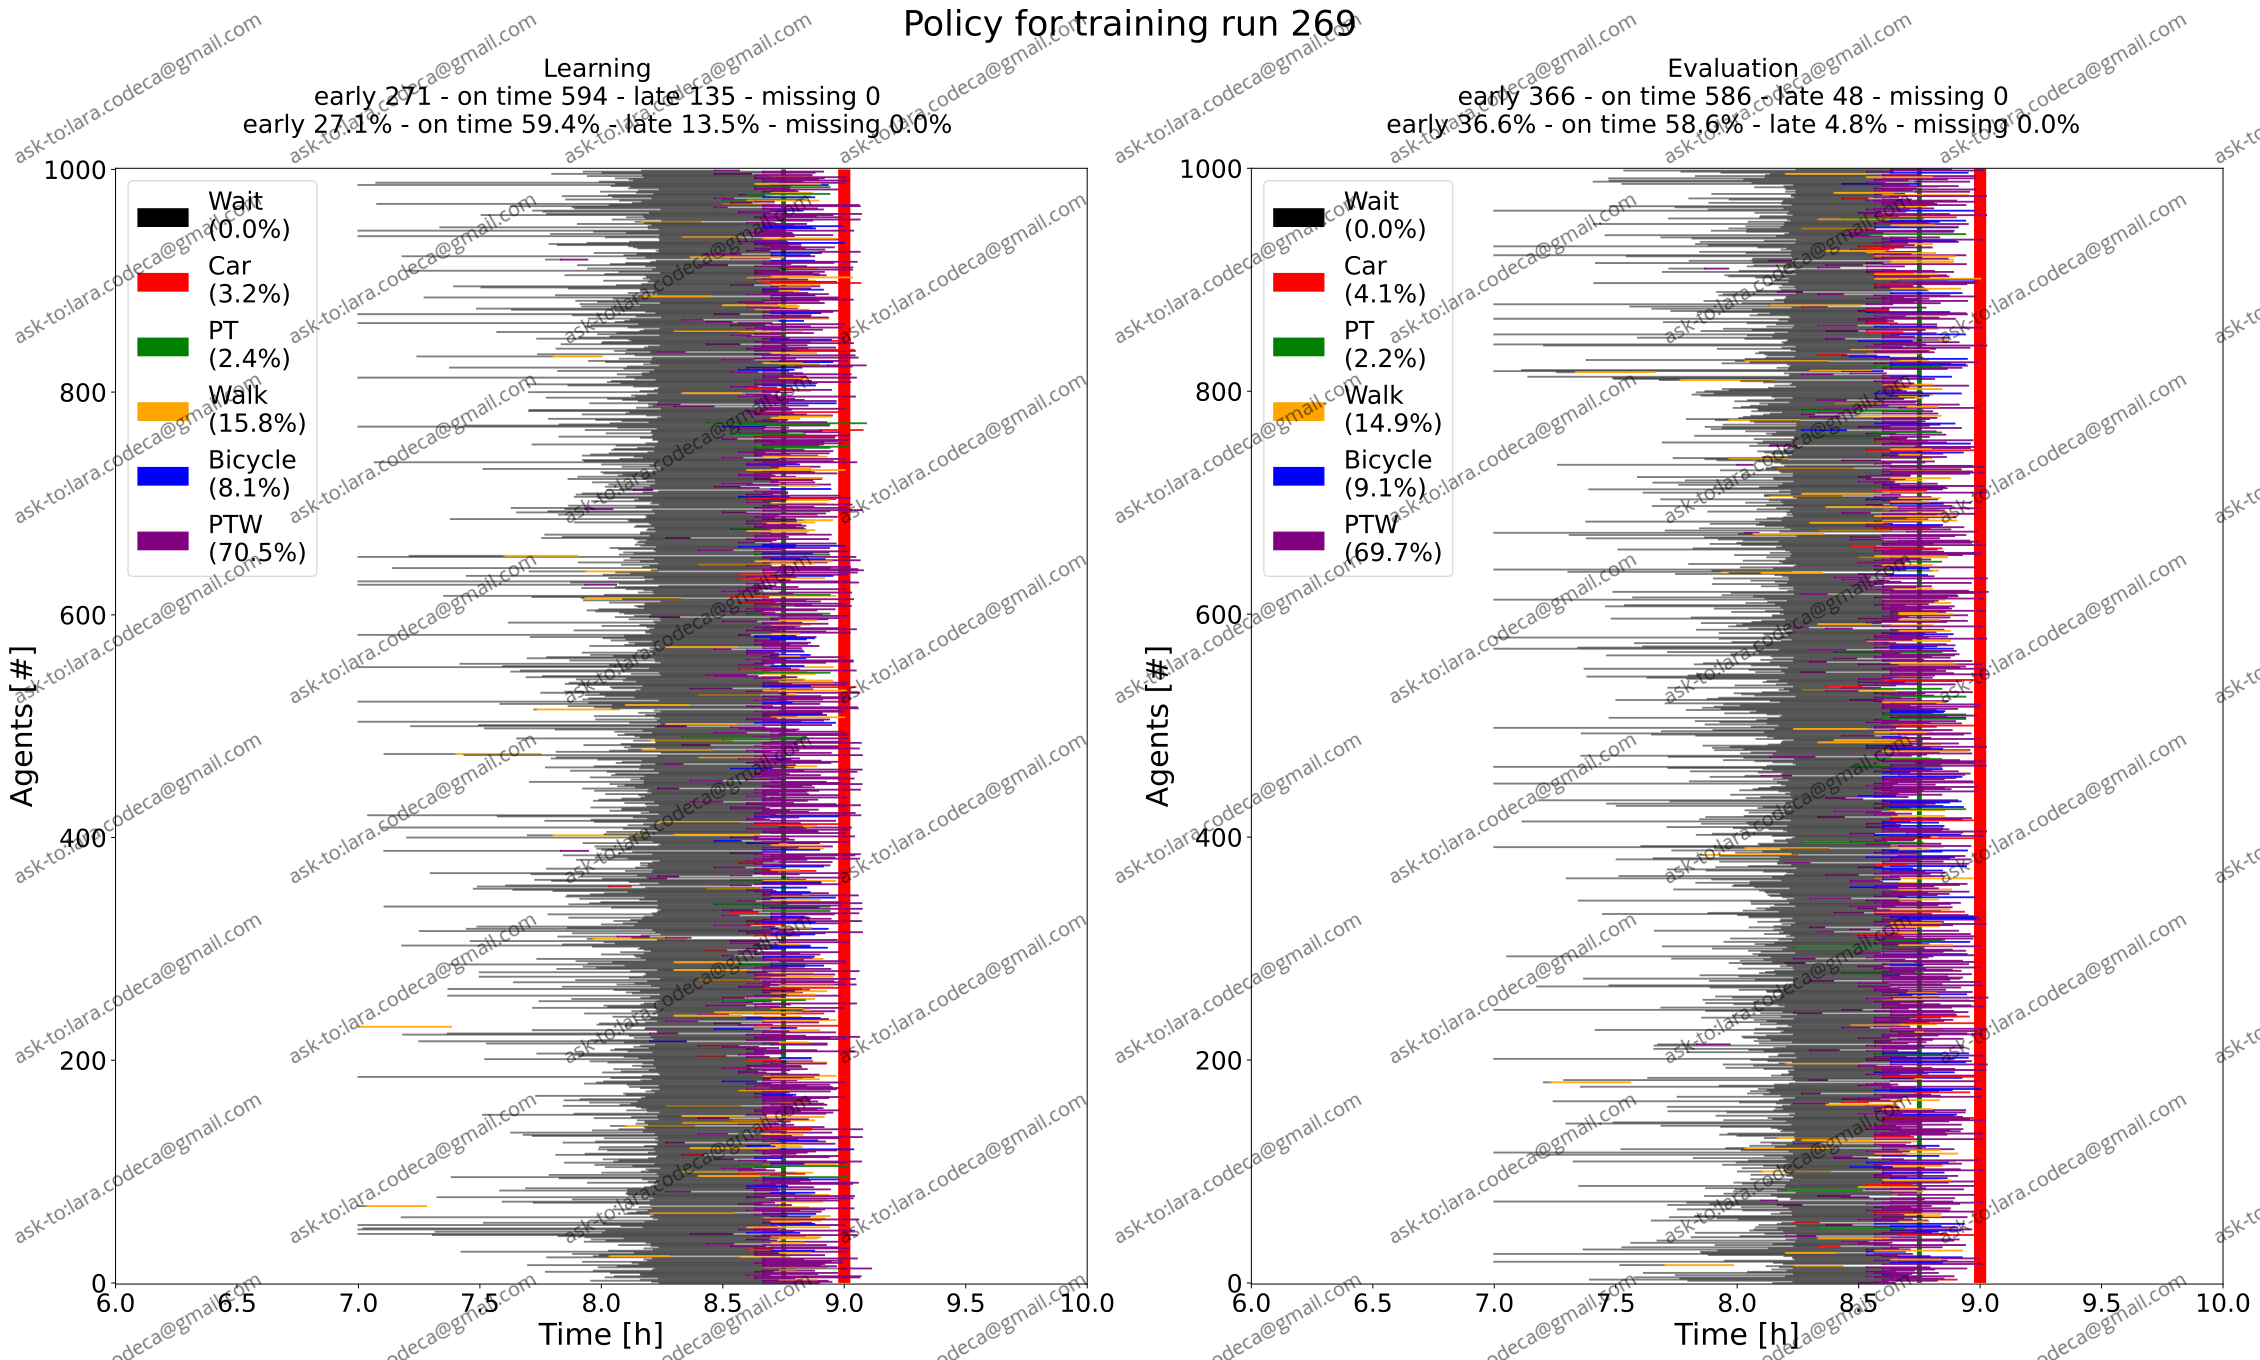 Policy for training run 269
Learning
early 271 - on time 594 - late 135 - missing 0
early 27.1% - on time 59.4% - late 13.5% - missing 0.0%
1000
800
600
400
200
0
Agents [#]
Wait
(0.0%)
Car
(3.2%)
PT
(2.4%)
Walk
(15.8%)
Bicycle
(8.1%)
PTW
(70.5%)
6.0 6.5 7.0 7.5 8.0 8.5 9.0 9.5 10.0
Time [h]
Evaluation
early 366 - on time 586 - late 48 - missing 0
early 36.6% - on time 58.6% - late 4.8% - missing 0.0%
1000
800
600
400
200
0
Agents [#]
Wait
(0.0%)
Car
(4.1%)
PT
(2.2%)
Walk
(14.9%)
Bicycle
(9.1%)
PTW
(69.7%)
6.0 6.5 7.0 7.5 8.0 8.5 9.0 9.5 10.0
Time [h]
ask-to:lara.codeca@gmail.com